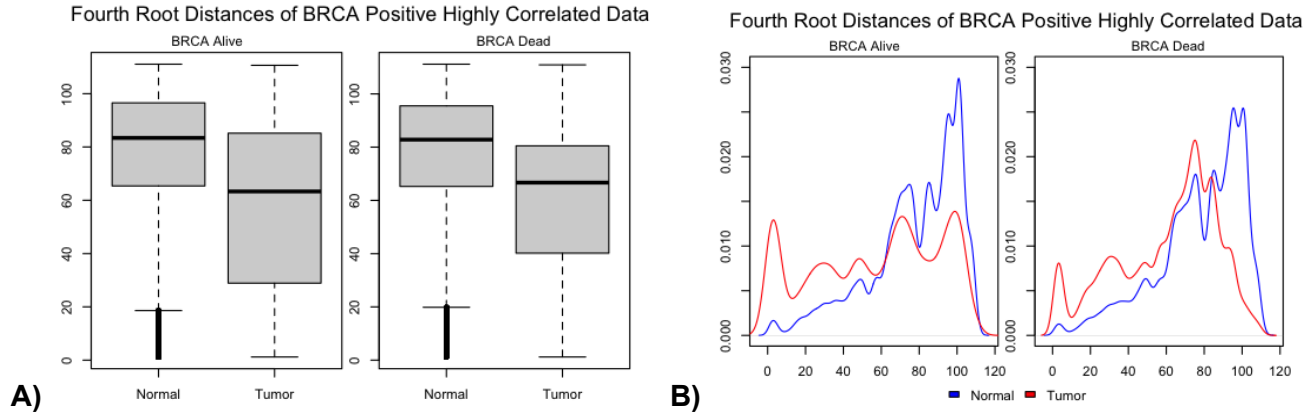 Fourth Root Distances of BRCA Positive Highly Correlated Data
BRCA Alive
BRCA Dead
0
20
40
60
80
100
0
20
40
60
80
100
Normal
Tumor
Normal
Tumor
A)
Fourth Root Distances of BRCA Positive Highly Correlated Data
BRCA Alive
BRCA Dead
0.000
0.010
0.020
0.030
0.000
0.010
0.020
0.030
0 20 40 60 80 100 120
0 20 40 60 80 100 120
Normal
Tumor
B)